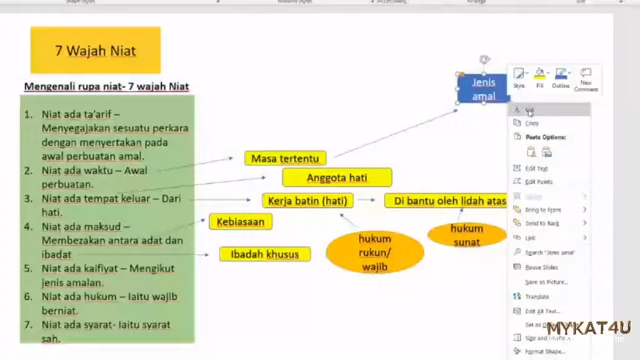 7 Wajah Niat
Mengenali rupa niat- 7 wajah Niat
1. Niat ada ta'arif –
Menyegajakan sesuatu perkara
dengan menyertakan pada
awal perbuatan amal.
2. Niat ada waktu – Awal
perbuatan.
3. Niat ada tempat keluar – Dari
hati.
4. Niat ada maksud –
Membezakan antara adat dan
ibadat
5. Niat ada kaifiyat – Mengikut
jenis amalan.
6. Niat ada hukum – Iaitu wajib
berniat.
7. Niat ada syarat- Iaitu syarat
sah.
Masa tertentu
Anggota hati
Kerja batin (hati)
Di bantu oleh lidah atas
Kebiasaan
Ibadah khusus
hukum
rukun/
wajib
hukum
sunat
Jenis
amal
Style
Fill
Outline
New
Comment
Cut
Copy
Paste Options:
Edit Text
Edit Points
Group
Bring to Front
Send to Back
Link
Search "Jenis amal"
Reuse Slides
Save as Picture...
Translate
Edit Alt Text...
Set as
Size and
Format Shape...
MYKAT4U